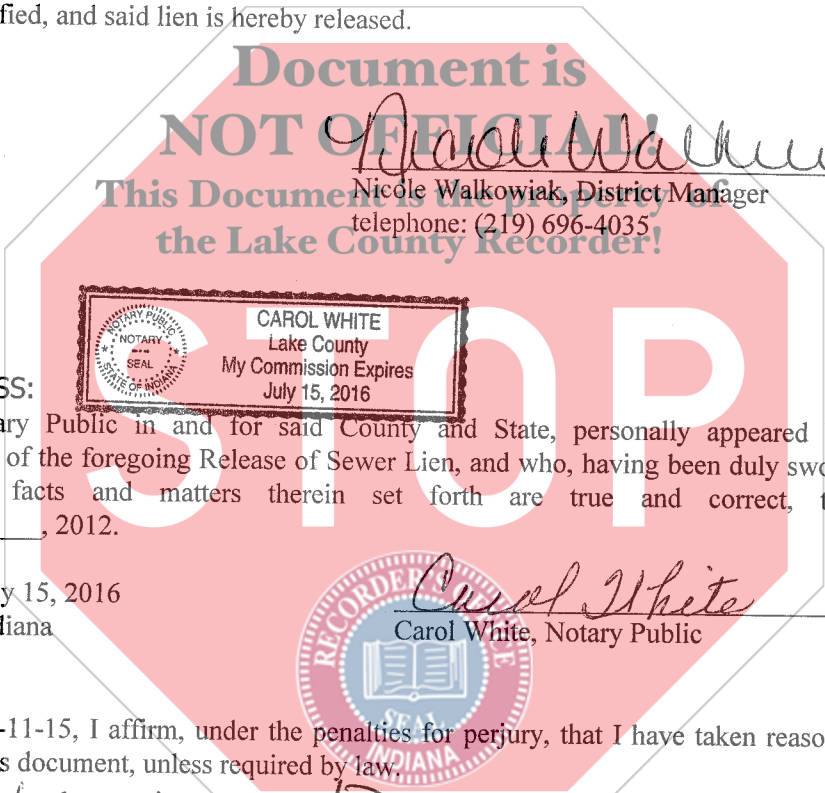 fied, and said lien is hereby released.
Document is
NOT OFFICIAL!
Nicole Walkowiak
This Document is the property of
Nicole Walkowiak, District Manager
telephone: (219) 696-4035
the Lake County Recorder!
STOP
NOTARY PUBLIC
NOTARY
SEAL
STATE OF INDIANA
CAROL WHITE
Lake County
My Commission Expires
July 15, 2016
SS:
ary Public in and for said County and State, personally appeared
of the foregoing Release of Sewer Lien, and who, having been duly swo
facts and matters therein set forth are true and correct, t
, 2012.
y 15, 2016
diana
Carol White
Carol White, Notary Public
RECORDER'S OFFICE
SEAL
INDIANA
-11-15, I affirm, under the penalties for perjury, that I have taken reaso
s document, unless required by law.